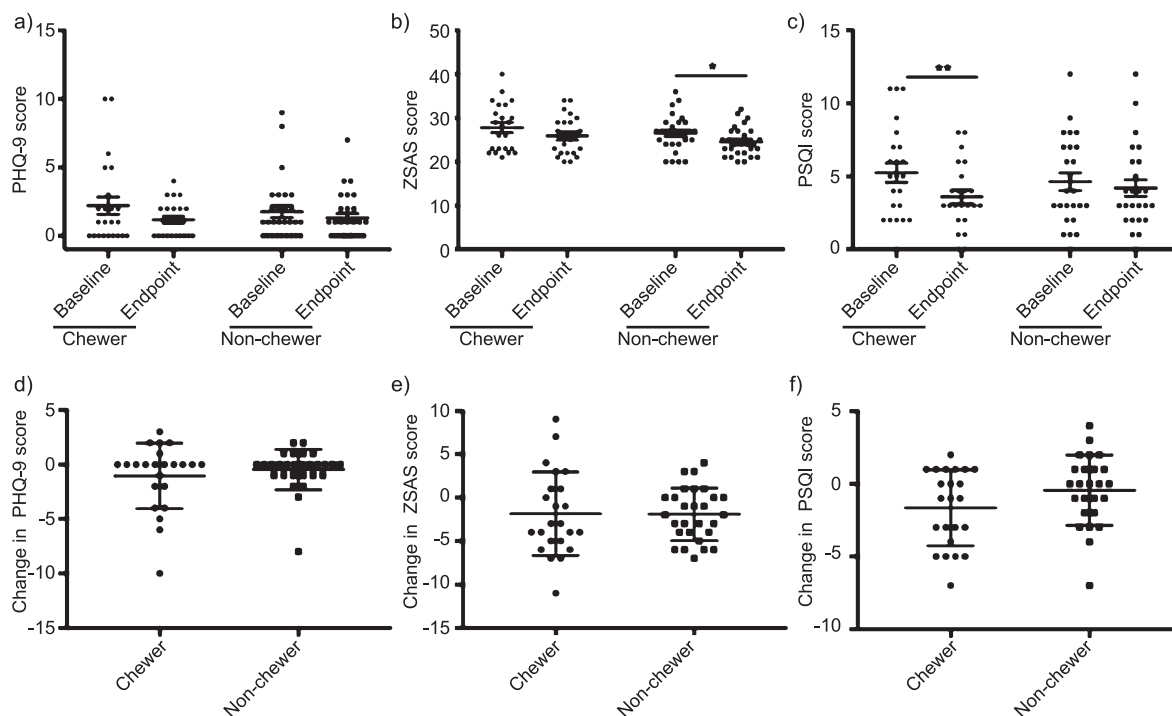 a)
PHQ-9 score
15
10
5
0
Baseline
Endpoint
Baseline
Endpoint
Chewer
Non-chewer
b)
ZSAS score
50
40
30
20
10
0
*
Baseline
Endpoint
Baseline
Endpoint
Chewer
Non-chewer
c)
PSQI score
15
10
5
0
**
Baseline
Endpoint
Baseline
Endpoint
Chewer
Non-chewer
d)
Change in PHQ-9 score
5
0
-5
-10
-15
Chewer
Non-chewer
e)
Change in ZSAS score
10
5
0
-5
-10
-15
Chewer
Non-chewer
f)
Change in PSQI score
5
0
-5
-10
Chewer
Non-chewer